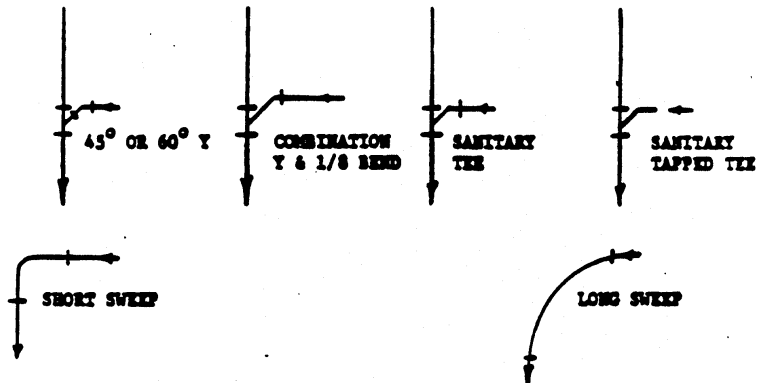 45° OR 60° Y
COMBINATION
Y & 1/8 BEND
SANITARY
TEE
SANITARY
TAPPED TEE
SHORT SWEEP
LONG SWEEP